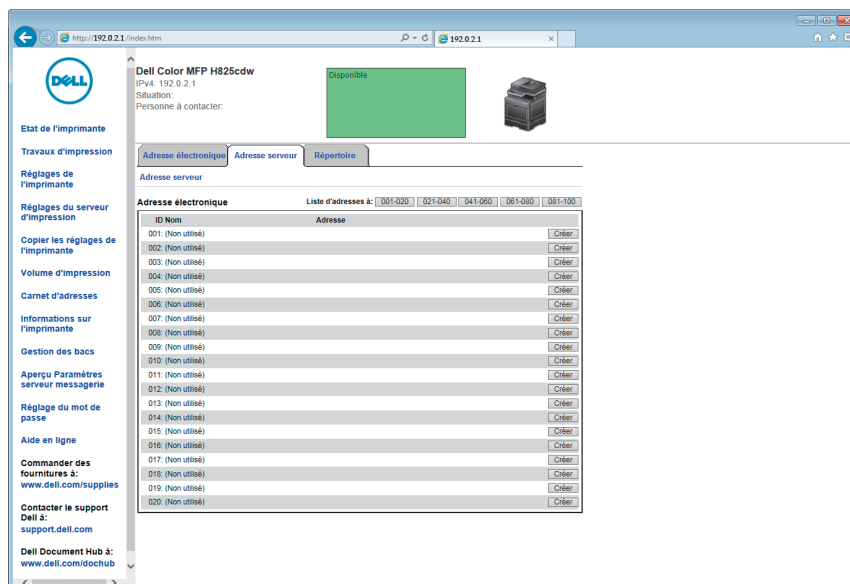 http://192.0.2.1/index.htm
192.0.2.1
DELL
Dell Color MFP H825cdw
IPv4: 192.0.2.1
Situation:
Personne à contacter:
Disponible
Etat de l'imprimante
Travaux d'impression
Réglages de
l'imprimante
Réglages du serveur
d'impression
Copier les réglages de
l'imprimante
Volume d'impression
Carnet d'adresses
Informations sur
l'imprimante
Gestion des bacs
Aperçu Paramètres
serveur messagerie
Réglage du mot de
passe
Aide en ligne
Commander des
fournitures à:
www.dell.com/supplies
Contacter le support
Dell à:
support.dell.com
Dell Document Hub à:
www.dell.com/dochub
Adresse électronique Adresse serveur Répertoire
Adresse serveur
Adresse électronique Liste d'adresses à: 001-020 021-040 041-060 061-080 081-100
ID Nom Adresse
001: (Non utilisé) Créer
002: (Non utilisé) Créer
003: (Non utilisé) Créer
004: (Non utilisé) Créer
005: (Non utilisé) Créer
006: (Non utilisé) Créer
007: (Non utilisé) Créer
008: (Non utilisé) Créer
009: (Non utilisé) Créer
010: (Non utilisé) Créer
011: (Non utilisé) Créer
012: (Non utilisé) Créer
013: (Non utilisé) Créer
014: (Non utilisé) Créer
015: (Non utilisé) Créer
016: (Non utilisé) Créer
017: (Non utilisé) Créer
018: (Non utilisé) Créer
019: (Non utilisé) Créer
020: (Non utilisé) Créer